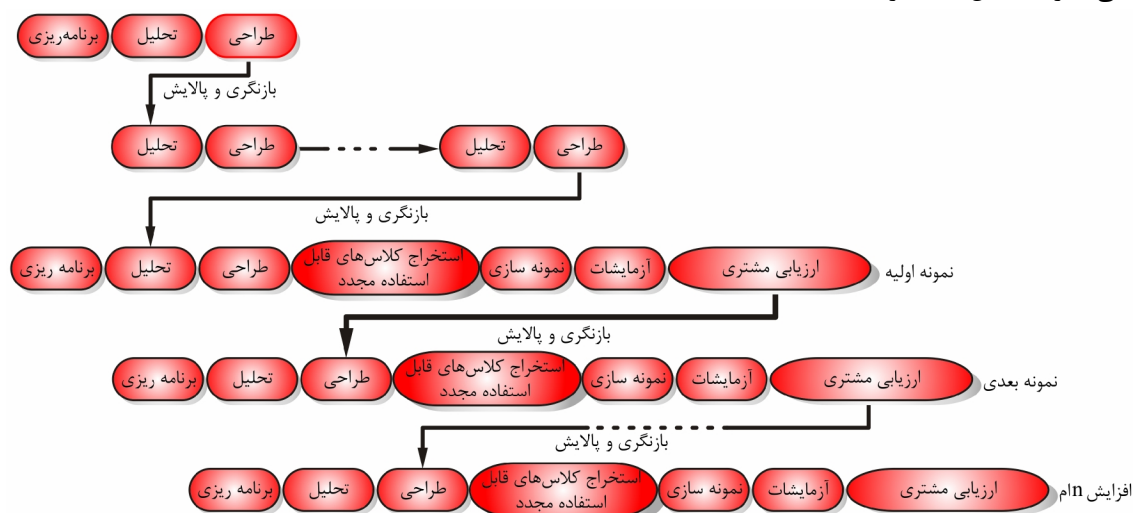 برنامه‌ریزی
تحلیل
طراحی
بازنگری و پالایش
تحلیل
طراحی
تحلیل
طراحی
بازنگری و پالایش
برنامه ریزی
تحلیل
طراحی
استخراج کلاس‌های قابل
استفاده مجدد
نمونه سازی
آزمایشات
ارزیابی مشتری
نمونه اولیه
بازنگری و پالایش
برنامه ریزی
تحلیل
طراحی
استخراج کلاس‌های قابل
استفاده مجدد
نمونه سازی
آزمایشات
ارزیابی مشتری
نمونه بعدی
بازنگری و پالایش
برنامه ریزی
تحلیل
طراحی
استخراج کلاس‌های قابل
استفاده مجدد
نمونه سازی
آزمایشات
ارزیابی مشتری
افزایش nام